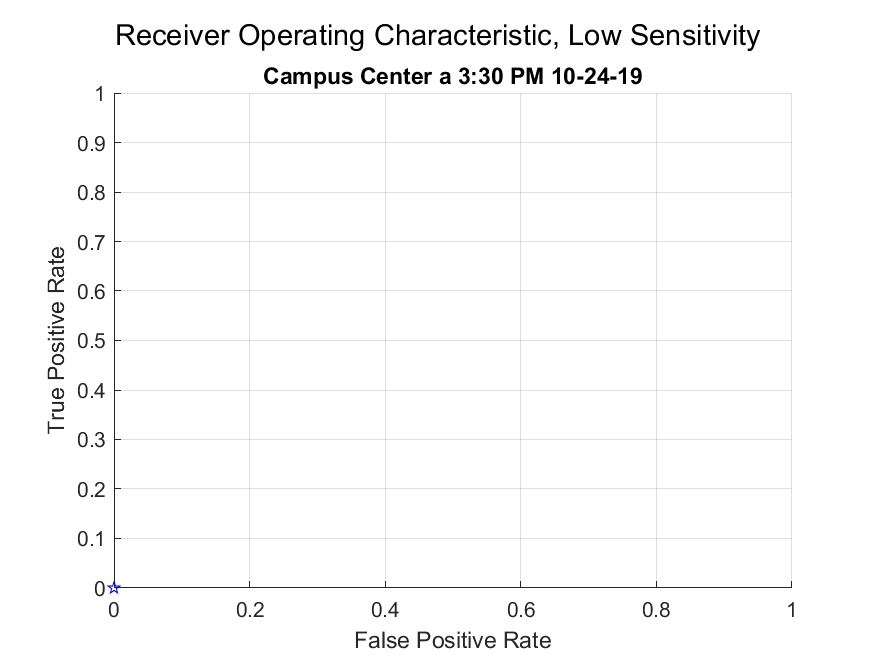 Receiver Operating Characteristic, Low Sensitivity
Campus Center a 3:30 PM 10-24-19
1
0.9
0.8
0.7
0.6
0.5
0.4
0.3
0.2
0.1
0
True Positive Rate
0 0.2 0.4 0.6 0.8 1
False Positive Rate